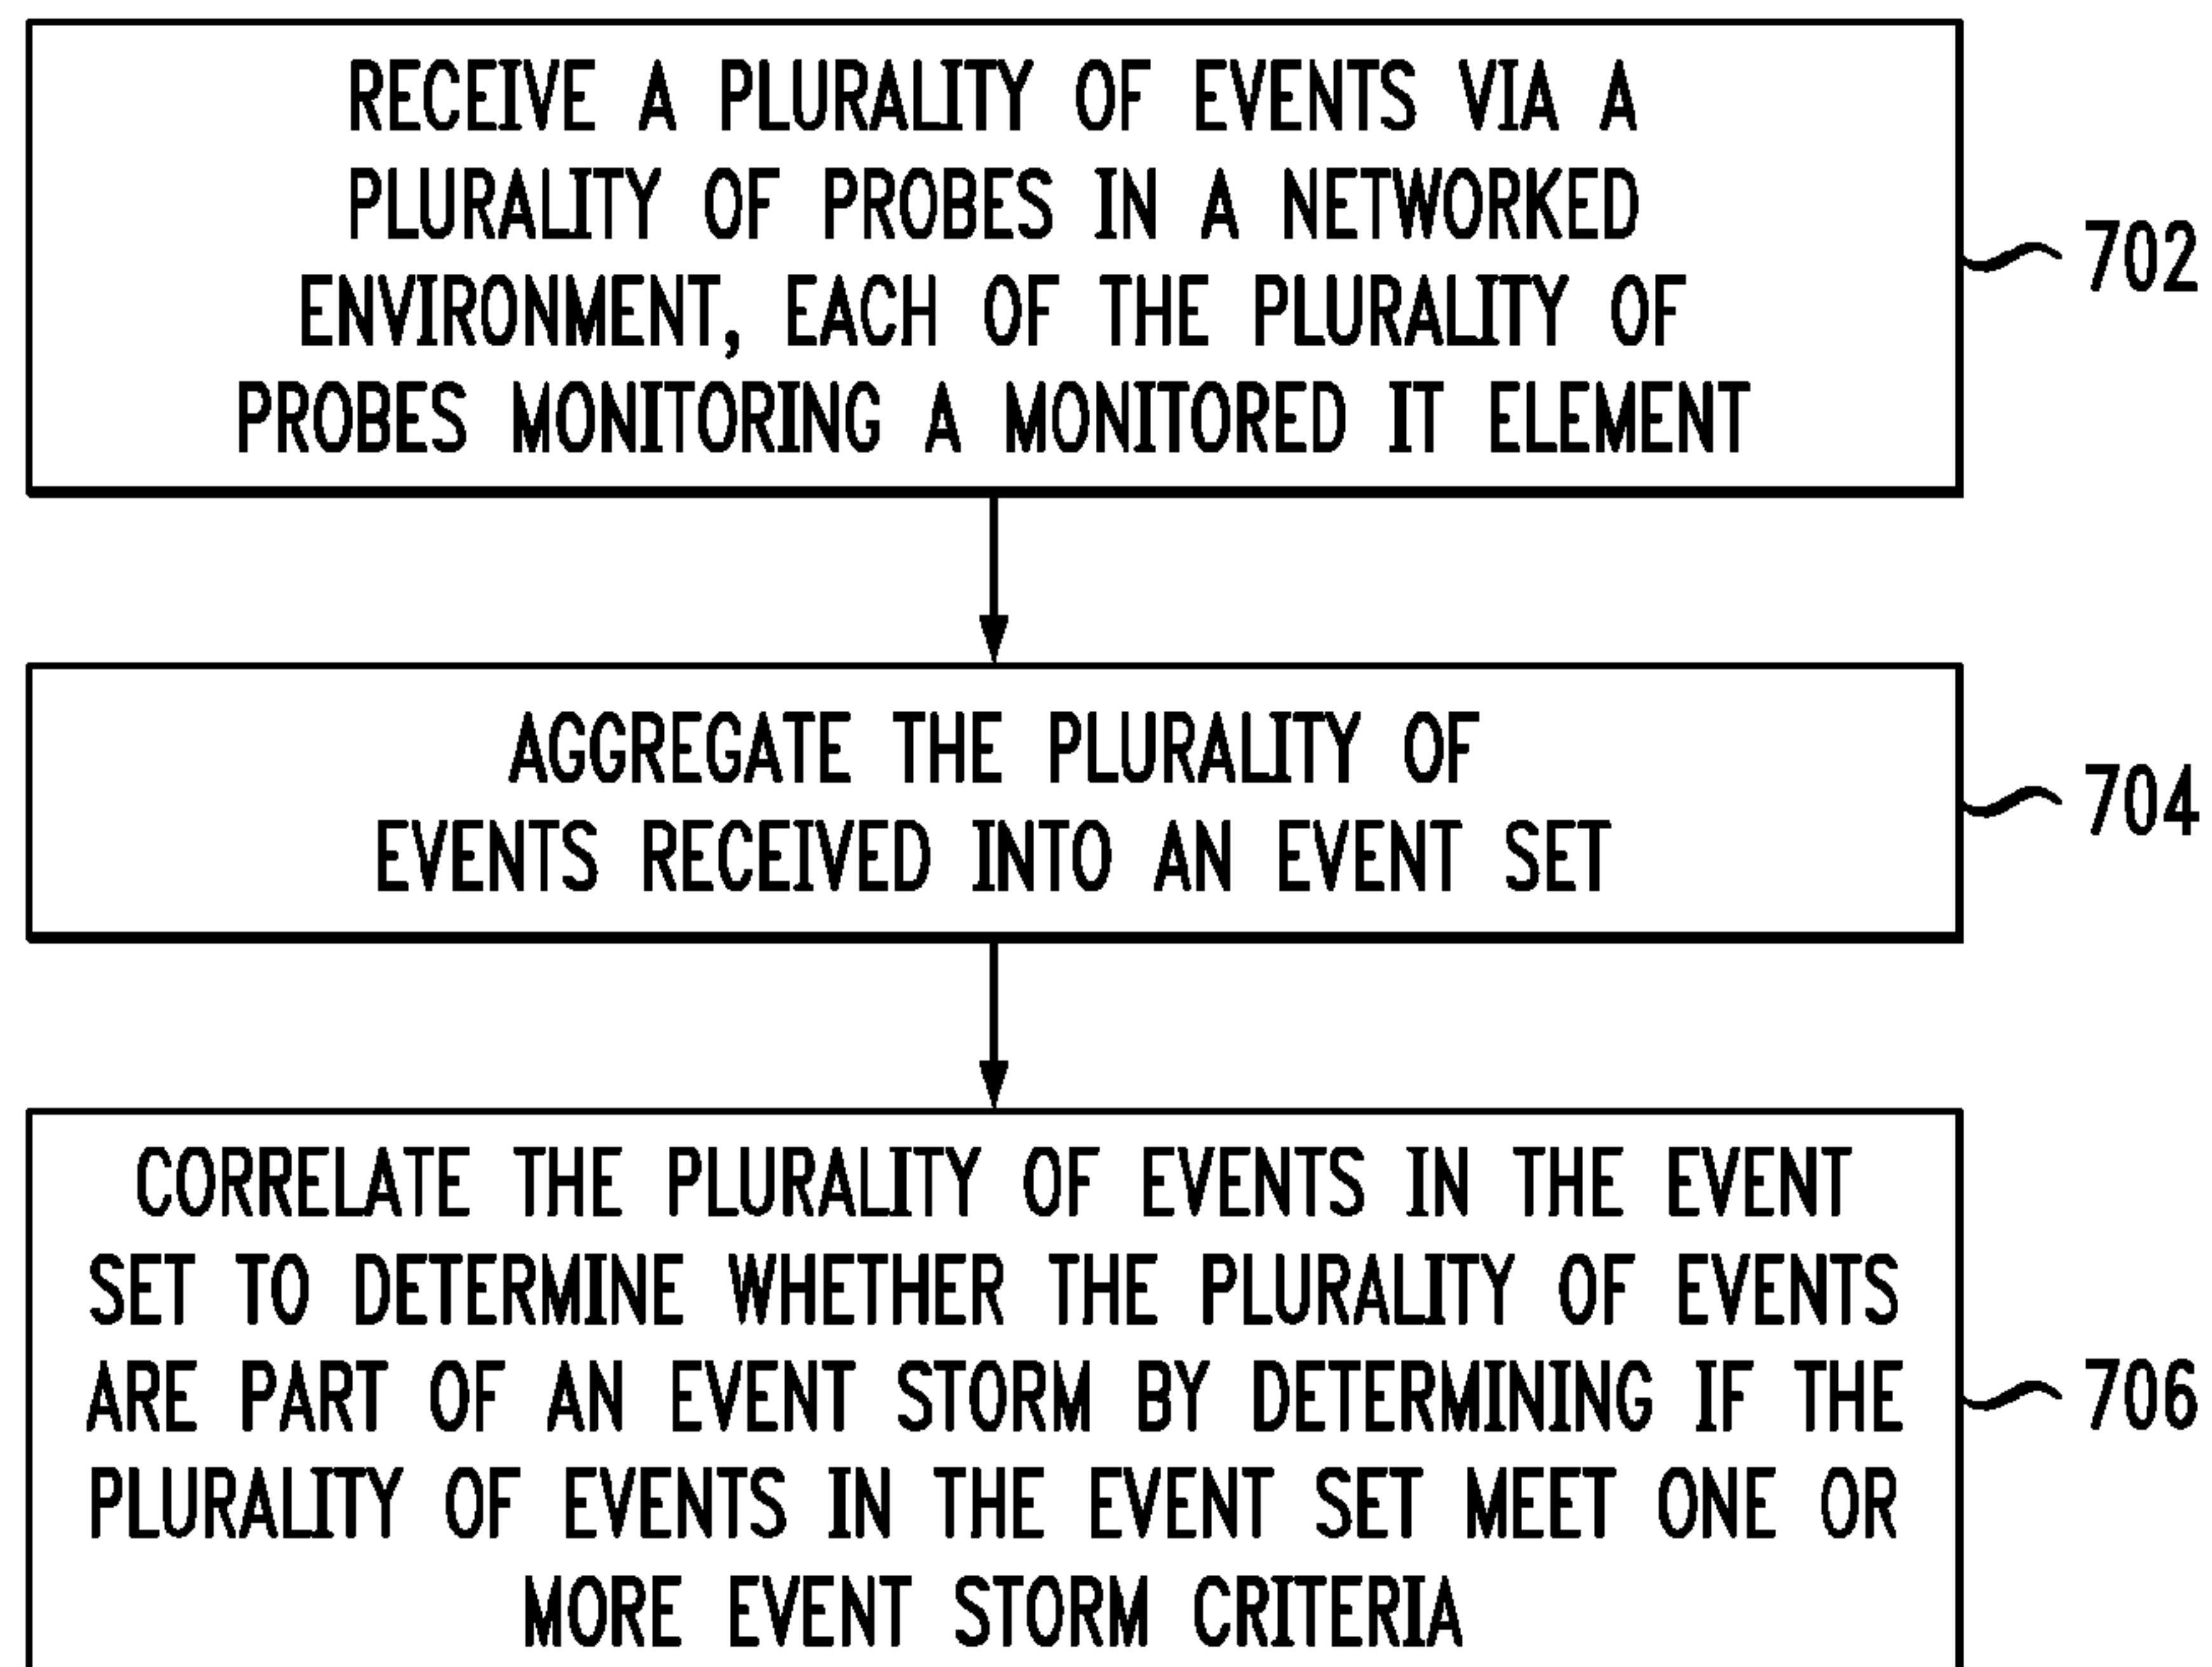 RECEIVE A PLURALITY OF EVENTS VIA A
PLURALITY OF PROBES IN A NETWORKED
ENVIRONMENT, EACH OF THE PLURALITY OF
PROBES MONITORING A MONITORED IT ELEMENT
702
AGGREGATE THE PLURALITY OF
EVENTS RECEIVED INTO AN EVENT SET
704
CORRELATE THE PLURALITY OF EVENTS IN THE EVENT
SET TO DETERMINE WHETHER THE PLURALITY OF EVENTS
ARE PART OF AN EVENT STORM BY DETERMINING IF THE
PLURALITY OF EVENTS IN THE EVENT SET MEET ONE OR
MORE EVENT STORM CRITERIA
706